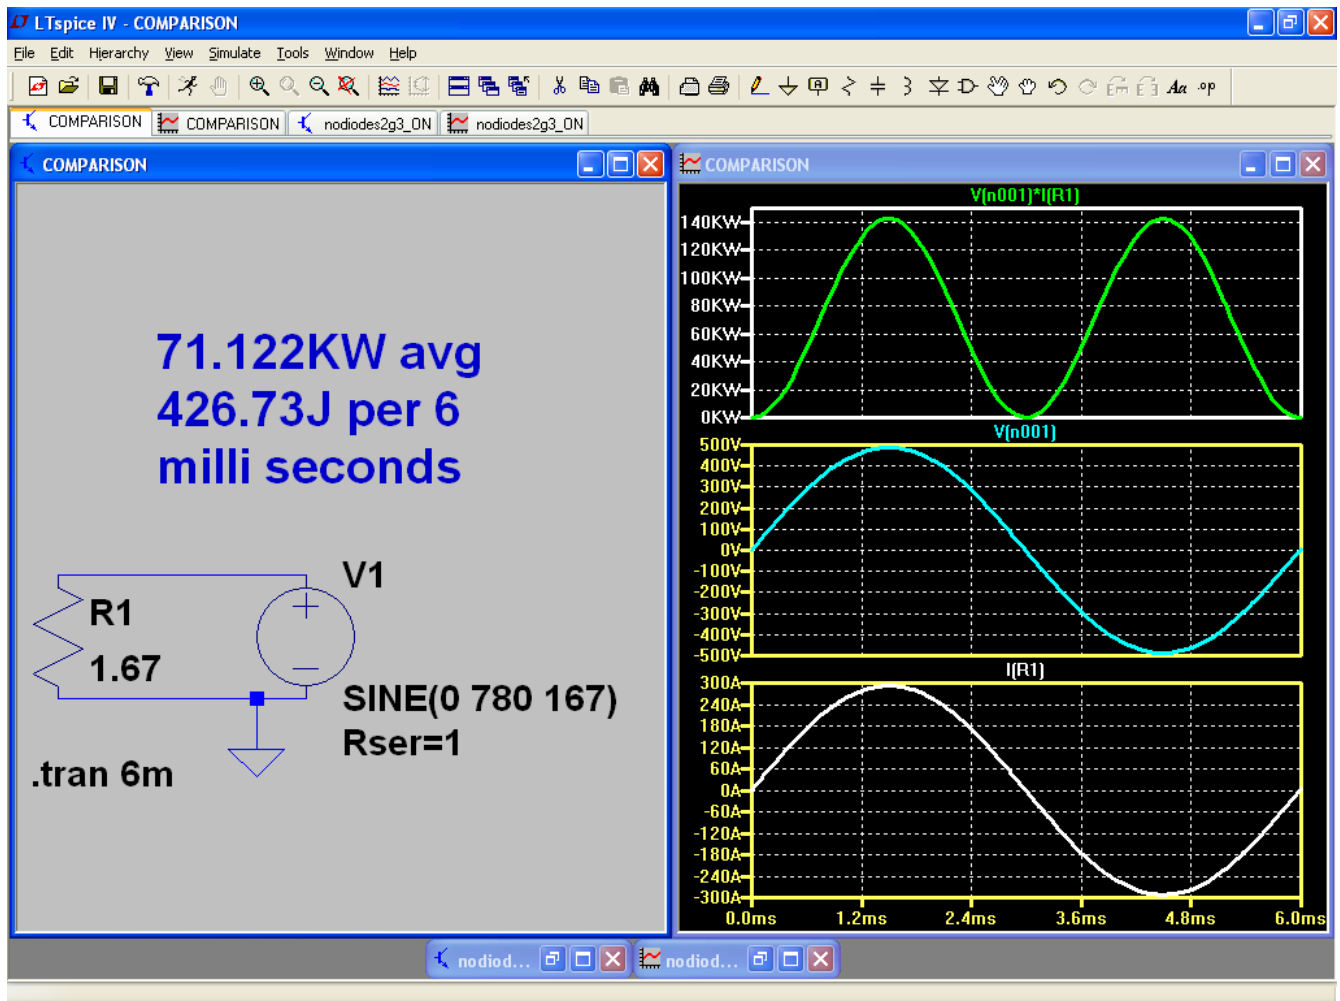 LTspice IV - COMPARISON
File Edit Hierarchy View Simulate Tools Window Help
Aa .op
COMPARISON COMPARISON nodiodes2g3_ON nodiodes2g3_ON
COMPARISON
71.122KW avg
426.73J per 6
milli seconds
V1
R1
1.67
SINE(0 780 167)
Rser=1
.tran 6m
COMPARISON
V(n001)*I(R1)
140KW
120KW
100KW
80KW
60KW
40KW
20KW
0KW
V(n001)
500V
400V
300V
200V
100V
0V
-100V
-200V
-300V
-400V
-500V
I(R1)
300A
240A
180A
120A
60A
0A
-60A
-120A
-180A
-240A
-300A
0.0ms 1.2ms 2.4ms 3.6ms 4.8ms 6.0ms
nodiod... nodiod...